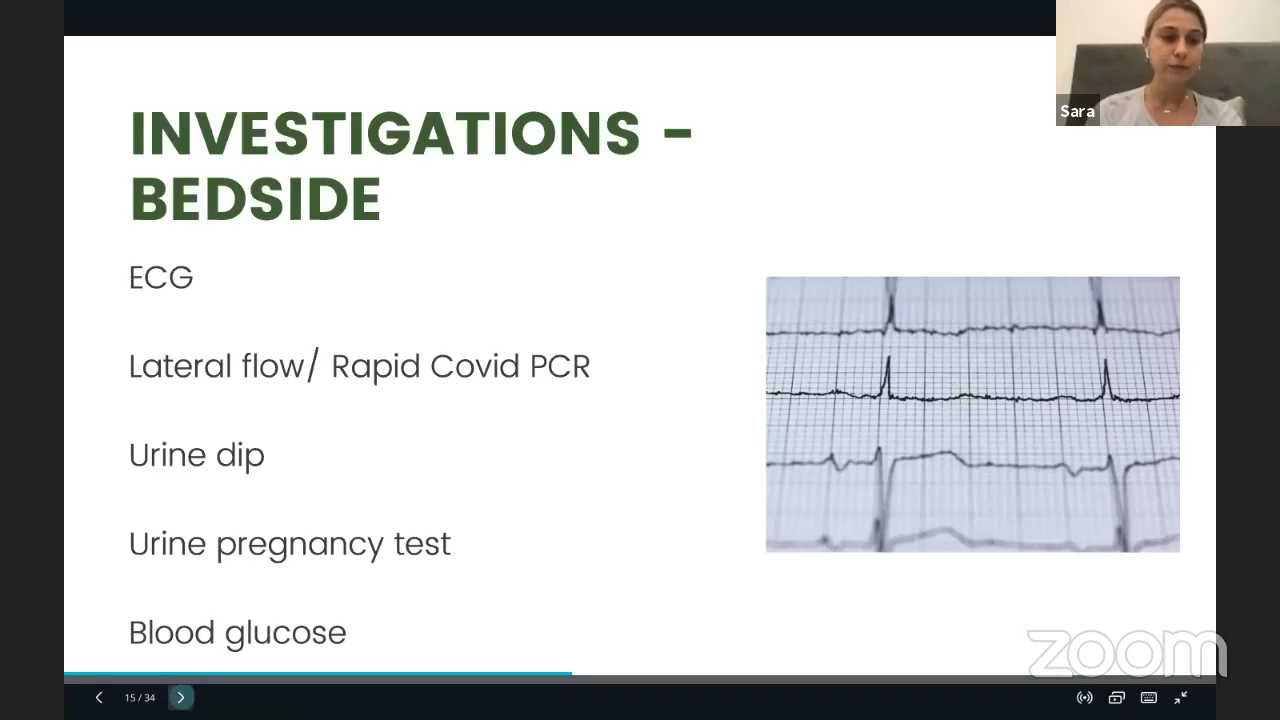 Sara
INVESTIGATIONS -
BEDSIDE
ECG
Lateral flow/ Rapid Covid PCR
Urine dip
Urine pregnancy test
Blood glucose
zoom
15 / 34